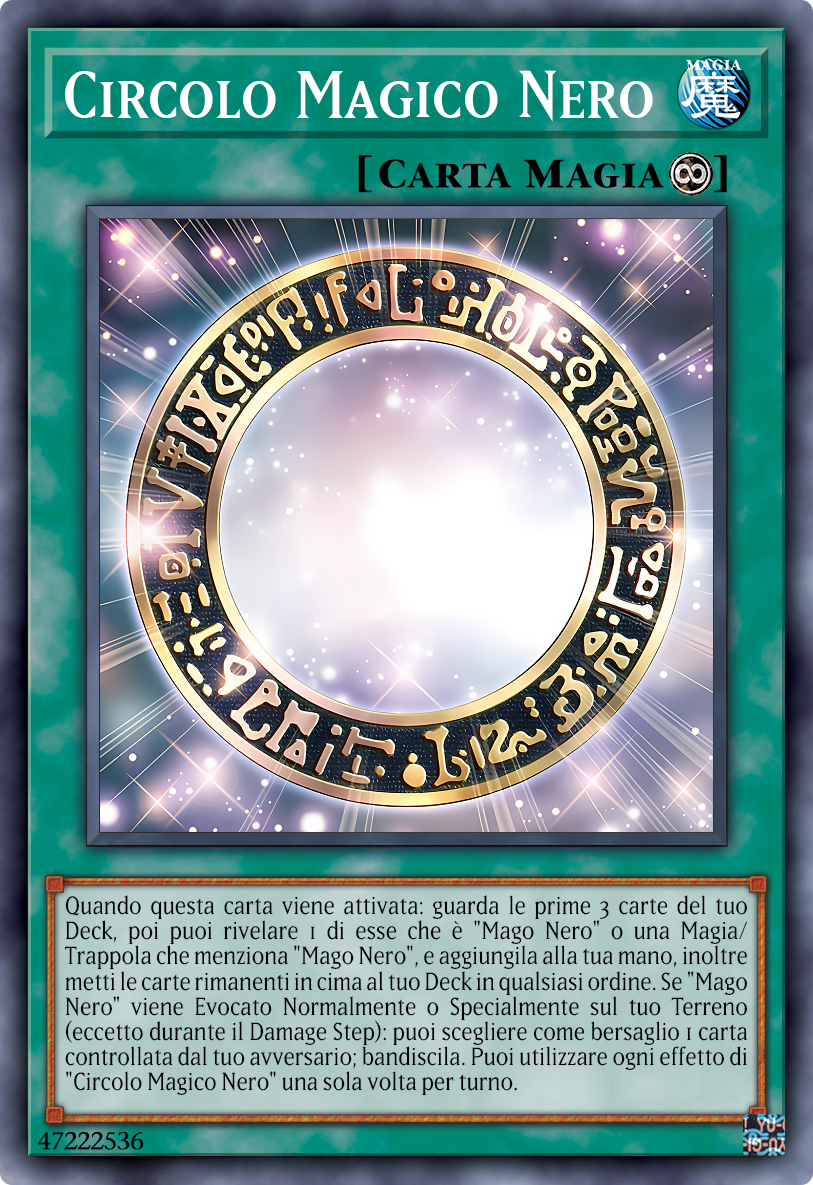 Circolo Magico Nero
MAGIA
魔
[Carta Magia]
Quando questa carta viene attivata: guarda le prime 3 carte del tuo
Deck, poi puoi rivelare 1 di esse che è "Mago Nero" o una Magia/
Trappola che menziona "Mago Nero", e aggiungila alla tua mano, inoltre
metti le carte rimanenti in cima al tuo Deck in qualsiasi ordine. Se "Mago
Nero" viene Evocato Normalmente o Specialmente sul tuo Terreno
(eccetto durante il Damage Step): puoi scegliere come bersaglio 1 carta
controllata dal tuo avversario; bandiscila. Puoi utilizzare ogni effetto di
"Circolo Magico Nero" una sola volta per turno.
47222536